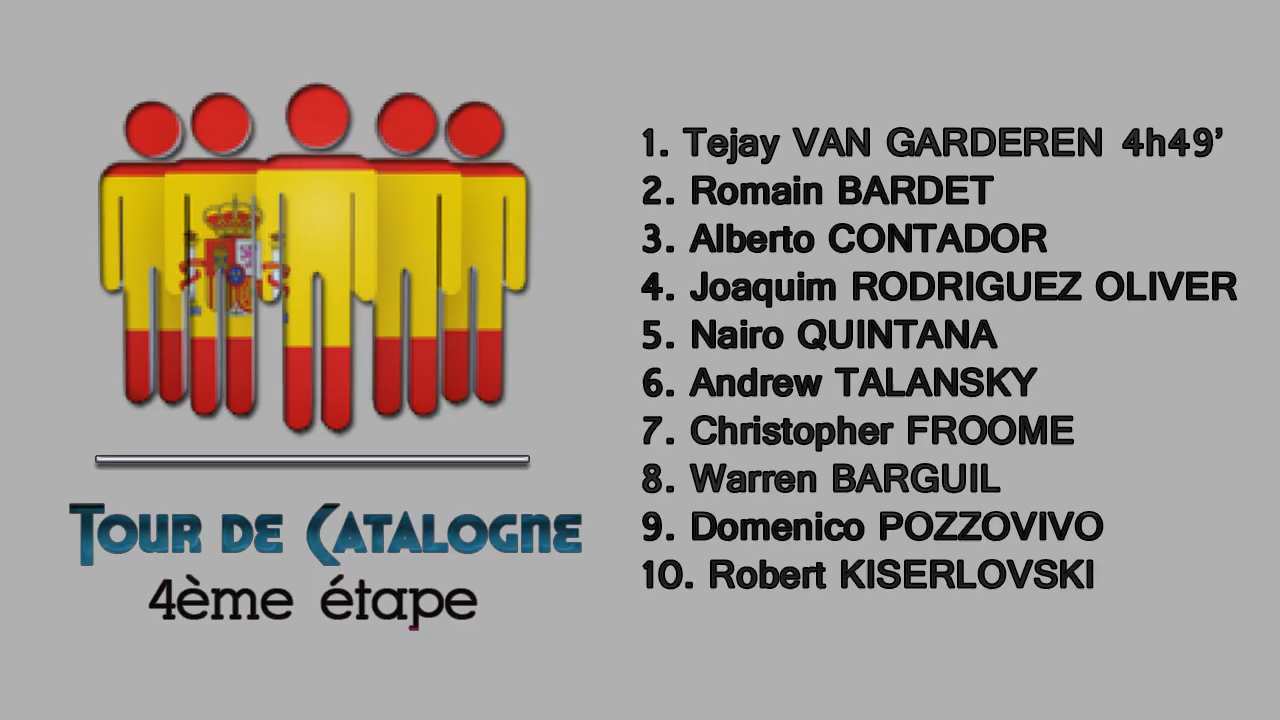 1. Tejay VAN GARDEREN 4h49’
2. Romain BARDET
3. Alberto CONTADOR
4. Joaquim RODRIGUEZ OLIVER
5. Nairo QUINTANA
6. Andrew TALANSKY
7. Christopher FROOME
8. Warren BARGUIL
9. Domenico POZZOVIVO
10. Robert KISERLOVSKI
Tour de Catalogne
4ème étape